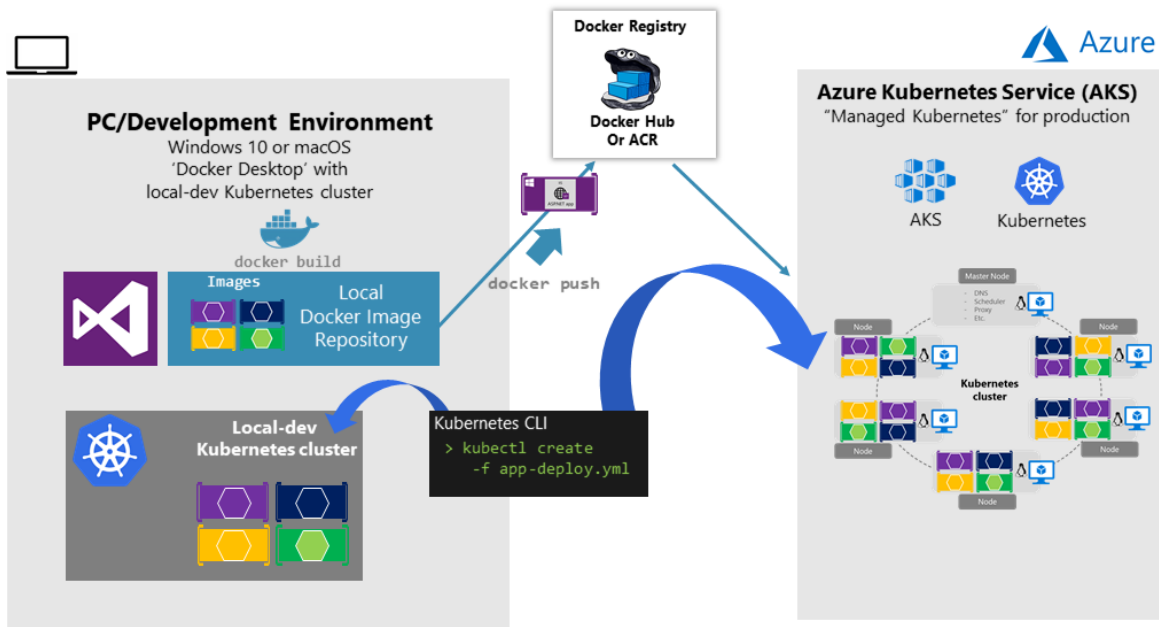 Docker Registry
Docker Hub
Or ACR
Azure
PC/Development Environment
Windows 10 or macOS
‘Docker Desktop’ with
local-dev Kubernetes cluster
docker build
Images
Local
Docker Image
Repository
ASP.NET app
docker push
Local-dev
Kubernetes cluster
Kubernetes CLI
> kubectl create
-f app-deploy.yml
Azure Kubernetes Service (AKS)
“Managed Kubernetes” for production
AKS
Kubernetes
Master Node
- DNS
- Scheduler
- Proxy
- Etc.
Node
Node
Kubernetes
cluster
Node
Node
Node